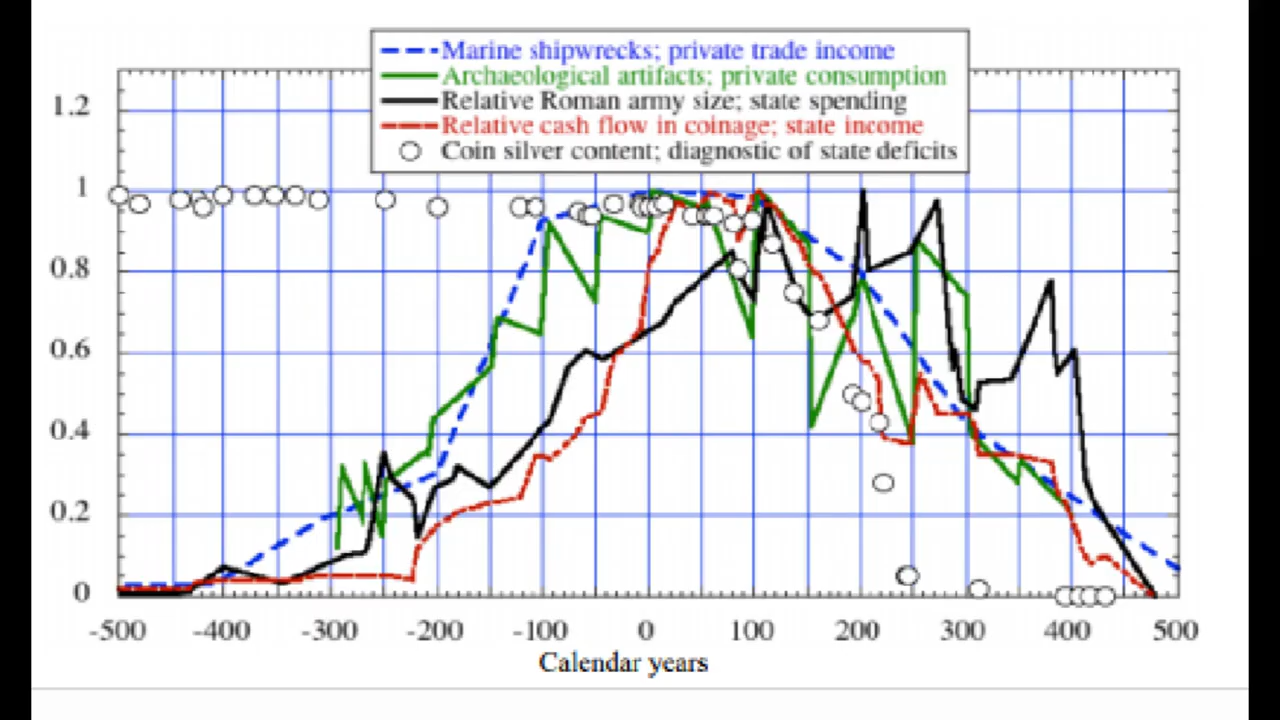 Marine shipwrecks; private trade income
Archaeological artifacts; private consumption
Relative Roman army size; state spending
Relative cash flow in coinage; state income
Coin silver content; diagnostic of state deficits
1.2
1
0.8
0.6
0.4
0.2
0
-500 -400 -300 -200 -100 0 100 200 300 400 500
Calendar years